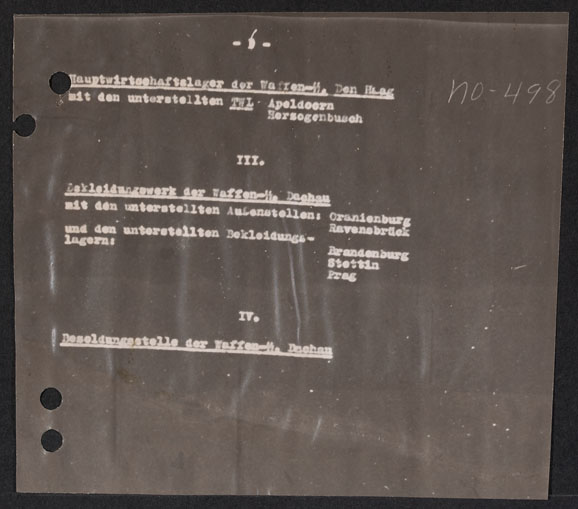 - 6 -
NO-498
Hauptwirtschaftslager der Waffen-SS. Den Haag
mit den unterstellten TWL Apeldoorn
Herzogenbusch
III.
Bekleidungswerk der Waffen-SS. Dachau
mit den unterstellten Außenstellen: Oranienburg
Ravensbrück
und den unterstellten Bekleidungs-
lagern:
Brandenburg
Stettin
Prag
IV.
Besoldungsstelle der Waffen-SS. Dachau